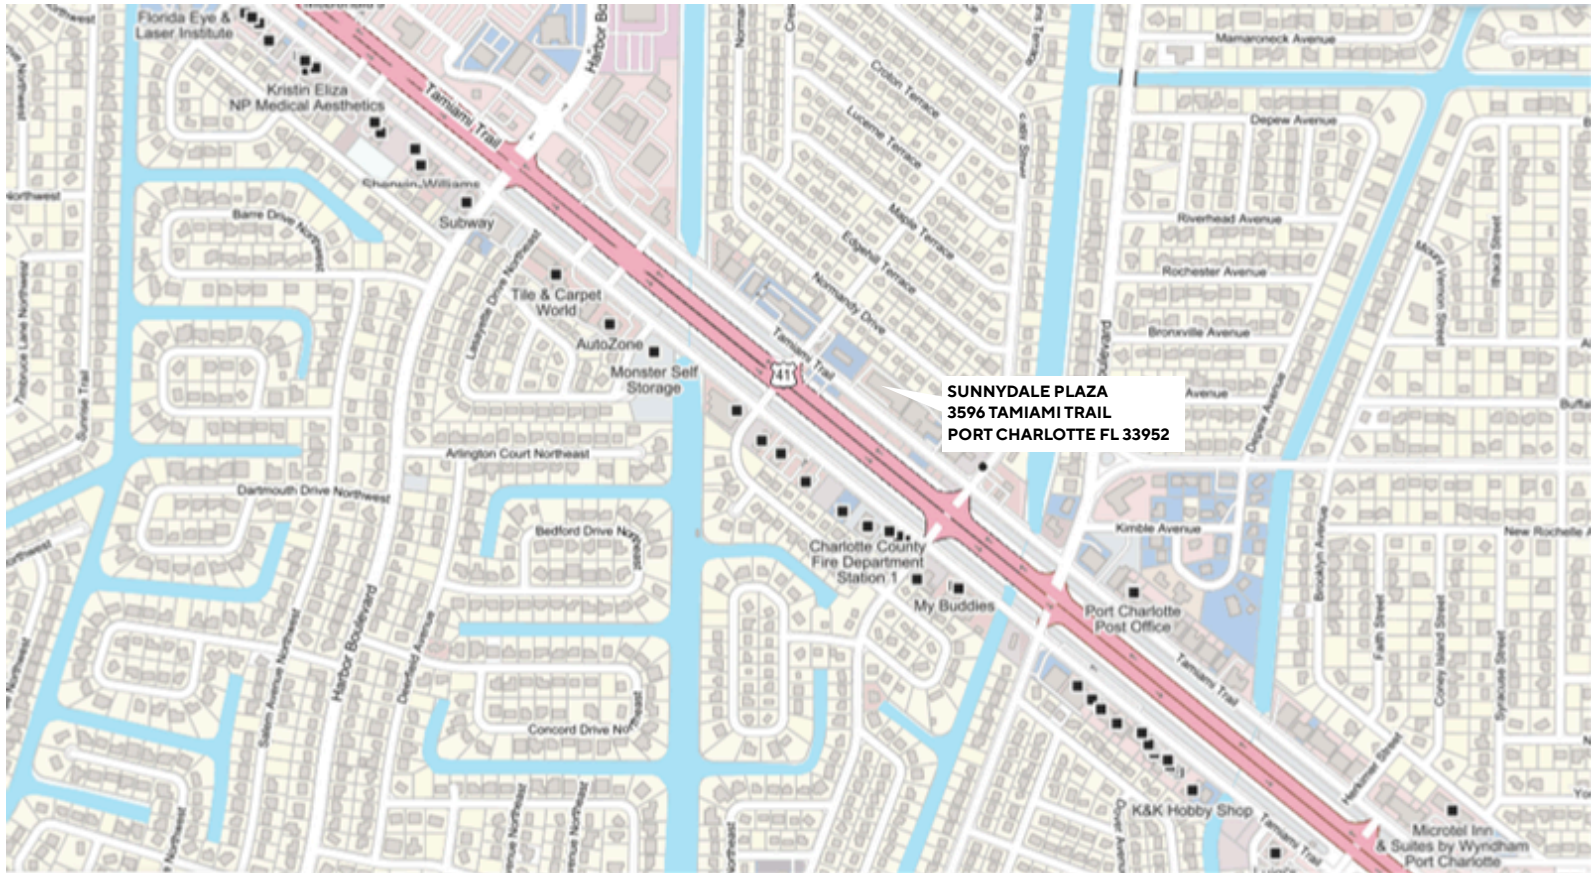 Florida Eye &
Laser Institute
Kristin Eliza
NP Medical Aesthetics
Tamiami Trail
Sherwin-Williams
Subway
Barre Drive Northwest
Lafayette Drive Northeast
Tile & Carpet
World
AutoZone
Monster Self
Storage
Sunrise Trail
Arlington Court Northeast
Dartmouth Drive Northwest
Bedford Drive
Harbor Boulevard
Deerfield Avenue
Salem Avenue Northwest
Concord Drive
Croton Terrace
Lucerne Terrace
Maple Terrace
Edgehill Terrace
Normandy Drive
Tamiami Trail
41
SUNNYDALE PLAZA
3596 TAMIAMI TRAIL
PORT CHARLOTTE FL 33952
Charlotte County
Fire Department
Station 1
My Buddies
Port Charlotte
Post Office
Kimble Avenue
Tamiami Trail
K&K Hobby Shop
Tamiami Trail
Herkimer Street
Microtel Inn
& Suites by Wyndham
Port Charlotte
Mamaroneck Avenue
Depew Avenue
Riverhead Avenue
Rochester Avenue
Bronxville Avenue
Avenue
Depew Avenue
Mount Vernon Street
Ithaca Street
New Rochelle
Brooklyn Avenue
Faith Street
Coney Island Street
Syracuse Street